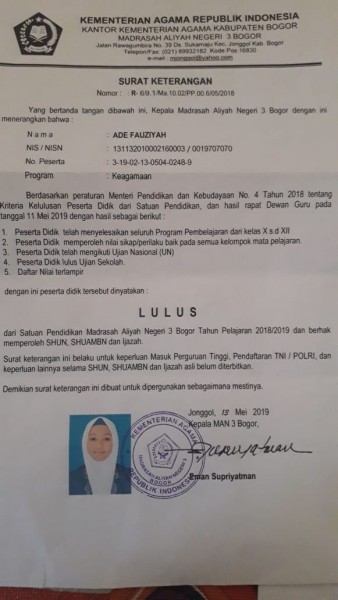 KEMENTERIAN AGAMA REPUBLIK INDONESIA
KANTOR KEMENTERIAN AGAMA KABUPATEN BOGOR
MADRASAH ALIYAH NEGERI 3 BOGOR
Jalan Rawagumbira No. 39 Ds. Sukamaju Kec. Jonggol Kab. Bogor
Telepon/Fax: (021) 89932182 Kode Pos 16830
e-mail : manjonggol@yahoo.com
SURAT KETERANGAN
Nomor : R- 6/9.1/Ma.10.02/PP.00.6/05/2018
Yang bertanda tangan dibawah ini, Kepala Madrasah Aliyah Negeri 3 Bogor dengan ini
menerangkan bahwa :
N a m a : ADE FAUZIYAH
NIS / NISN : 131132010002160003 / 0019707070
No. Peserta : 3-19-02-13-0504-0248-9
Program : Keagamaan
Berdasarkan peraturan Menteri Pendidikan dan Kebudayaan No. 4 Tahun 2018 tentang
Kriteria Kelulusan Peserta Didik dari Satuan Pendidikan, dan hasil rapat Dewan Guru pada
tanggal 11 Mei 2019 dengan hasil sebagai berikut :
1. Peserta Didik telah menyelesaikan seluruh Program Pembelajaran dari kelas X s.d XII
2. Peserta Didik memperoleh nilai sikap/perilaku baik pada semua kelompok mata pelajaran.
3. Peserta Didik telah mengikuti Ujian Nasional (UN)
4. Peserta Didik lulus Ujian Sekolah.
5. Daftar Nilai terlampir
dengan ini peserta didik tersebut dinyatakan :
L U L U S
dari Satuan Pendidikan Madrasah Aliyah Negeri 3 Bogor Tahun Pelajaran 2018/2019 dan berhak
memperoleh SHUN, SHUAMBN dan Ijazah.
Surat keterangan ini belaku untuk keperluan Masuk Perguruan Tinggi, Pendaftaran TNI / POLRI, dan
keperluan lainnya selama SHUN, SHUAMBN dan Ijazah asli belum diterbitkan.
Demikian surat keterangan ini dibuat untuk dipergunakan sebagaimana mestinya.
Jonggol, 13 Mei 2019
Kepala MAN 3 Bogor,
KEMENTERIAN AGAMA
MADRASAH ALIYAH NEGERI 3
BOGOR
REPUBLIK INDONESIA
Eman Supriyatman